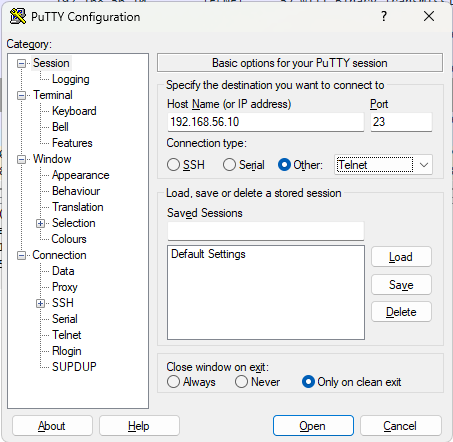 PuTTY Configuration
Category:
Session
Logging
Terminal
Keyboard
Bell
Features
Window
Appearance
Behaviour
Translation
Selection
Colours
Connection
Data
Proxy
SSH
Serial
Telnet
Rlogin
SUPDUP
Basic options for your PuTTY session
Specify the destination you want to connect to
Host Name (or IP address) Port
192.168.56.10 23
Connection type:
SSH Serial Other: Telnet
Load, save or delete a stored session
Saved Sessions
Default Settings
Load
Save
Delete
Close window on exit:
Always Never Only on clean exit
About Help Open Cancel